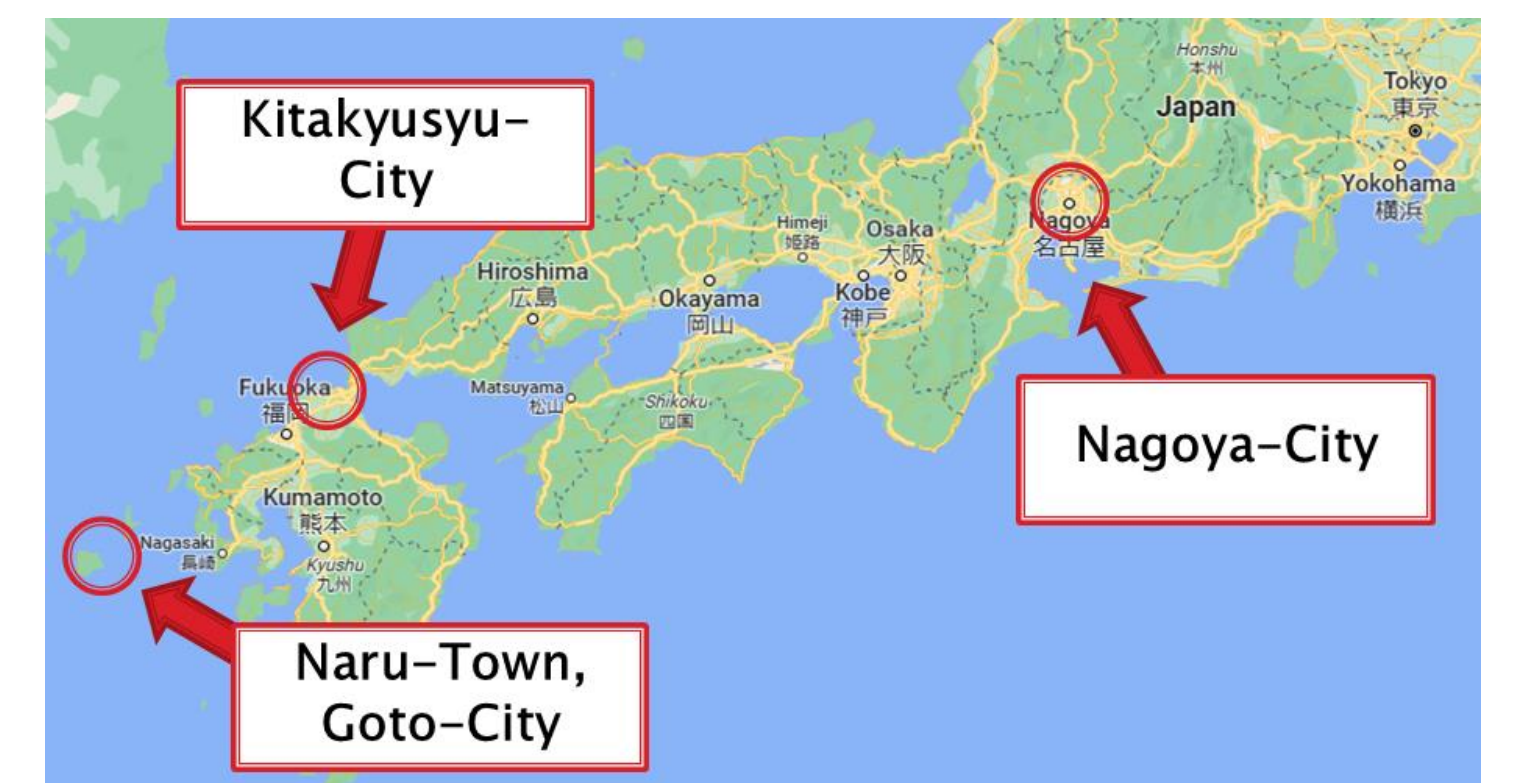 Kitakyusyu-
City
Honshu
本州
Tokyo
東京
Japan
Yokohama
横浜
Nagoya
名古屋
Himeji
姫路
Osaka
大阪
Hiroshima
広島
Okayama
岡山
Kobe
神戸
Fukuoka
福岡
Matsuyama
松山
Shikoku
四国
Nagoya-City
Kumamoto
熊本
Nagasaki
長崎
Kyushu
九州
Naru-Town,
Goto-City